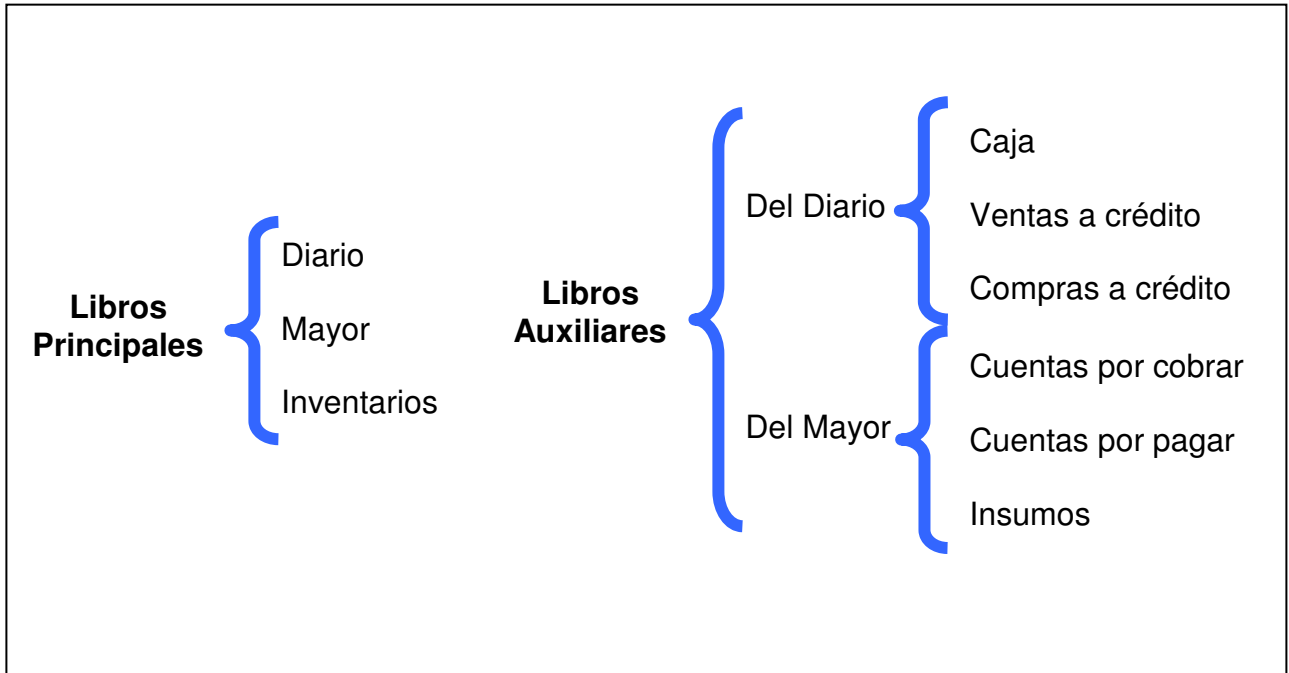 Libros
Principales
Diario
Mayor
Inventarios
Libros
Auxiliares
Del Diario
Caja
Ventas a crédito
Compras a crédito
Del Mayor
Cuentas por cobrar
Cuentas por pagar
Insumos